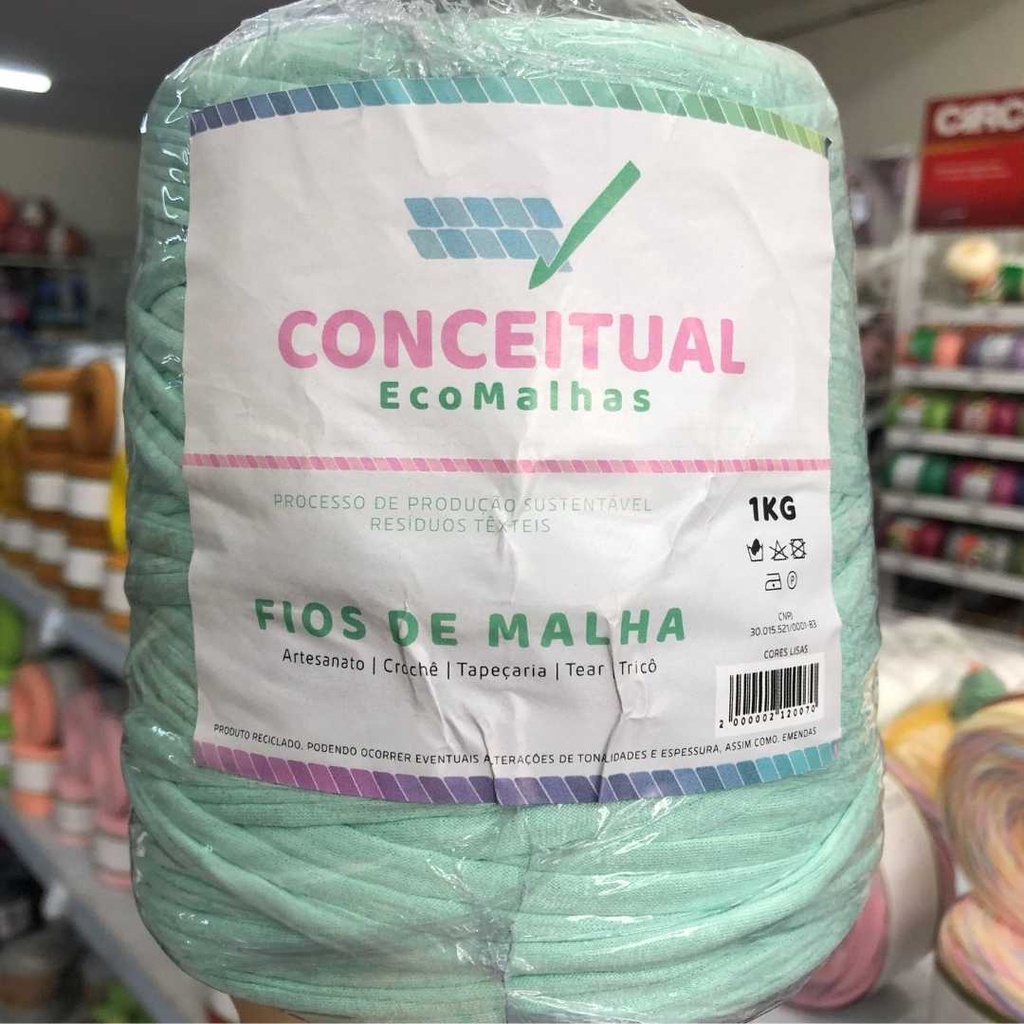 CIRC
CONCEITUAL
EcoMalhas
PROCESSO DE PRODUÇÃO SUSTENTÁVEL
RESÍDUOS TÊXTEIS
1KG
FIOS DE MALHA
Artesanato | Crochê | Tapeçaria | Tear | Tricô
CNPJ
30.015.521/0001-83
CORES LISAS
2 000002 120070
PRODUTO RECICLADO, PODENDO OCORRER EVENTUAIS ALTERAÇÕES DE TONALIDADES E ESPESSURA, ASSIM COMO, EMENDAS